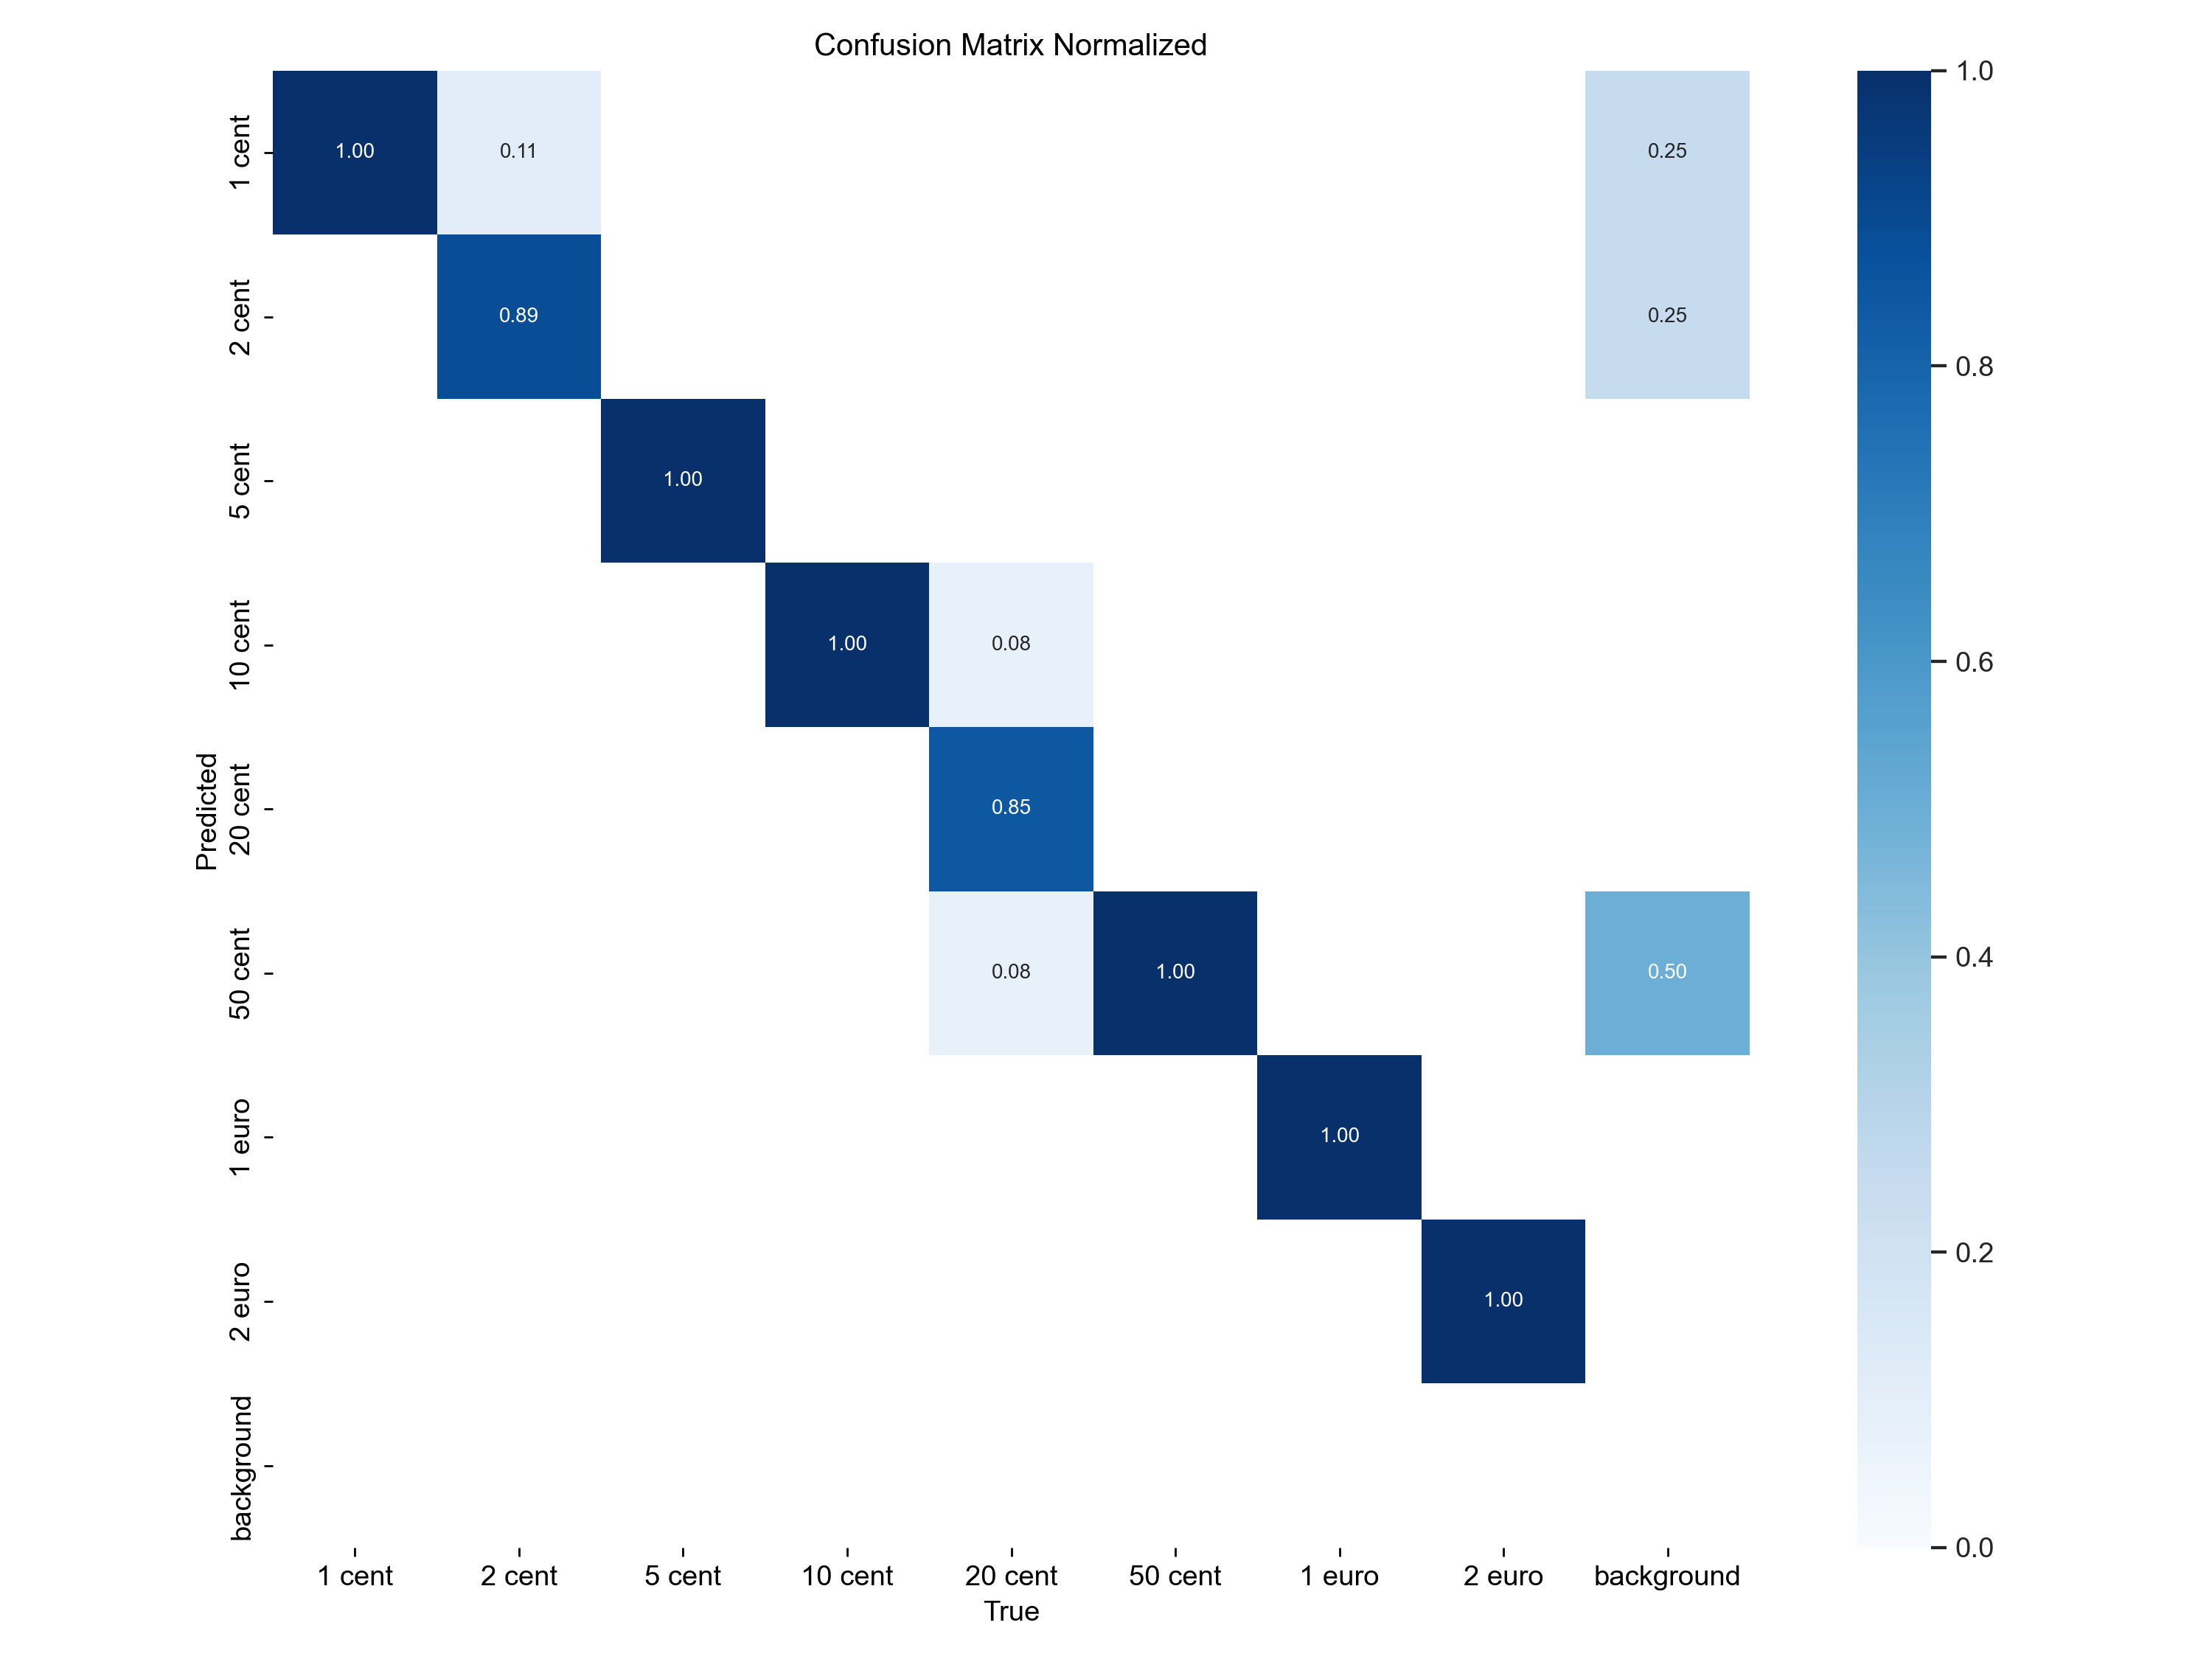 Confusion Matrix Normalized
1 cent
1.00
0.11
0.25
1.0
2 cent
0.89
0.25
0.8
5 cent
1.00
10 cent
1.00
0.08
0.6
Predicted
20 cent
0.85
50 cent
0.08
1.00
0.50
0.4
1 euro
1.00
2 euro
1.00
0.2
background
0.0
1 cent
2 cent
5 cent
10 cent
20 cent
50 cent
1 euro
2 euro
background
True